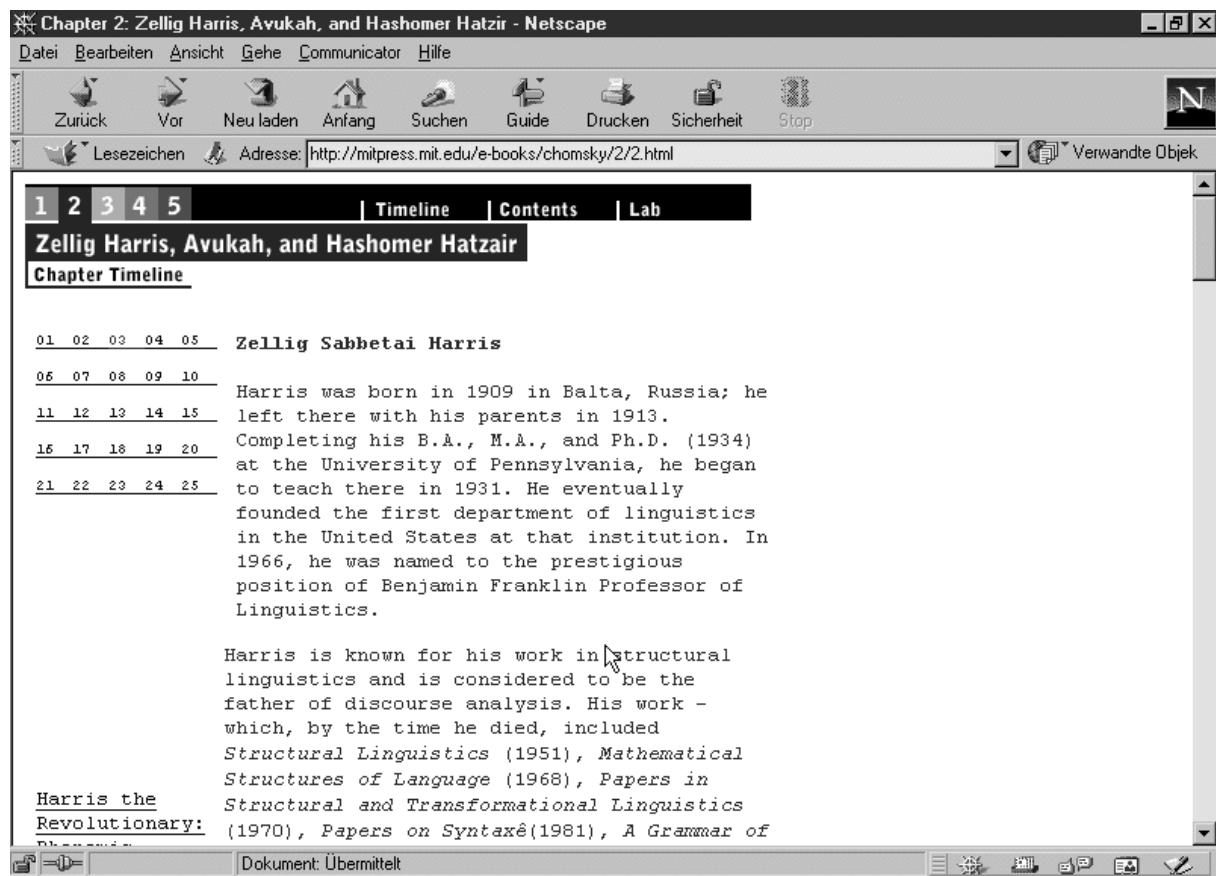 Chapter 2: Zellig Harris, Avukah, and Hashomer Hatzir - Netscape
Datei Bearbeiten Ansicht Gehe Communicator Hilfe
Zurück Vor Neu laden Anfang Suchen Guide Drucken Sicherheit Stop
N
Lesezeichen Adresse: http://mitpress.mit.edu/e-books/chomsky/2/2.html Verwandte Objek
1 2 3 4 5 | Timeline | Contents | Lab
Zellig Harris, Avukah, and Hashomer Hatzair
Chapter Timeline
01 02 03 04 05
06 07 08 09 10
11 12 13 14 15
16 17 18 19 20
21 22 23 24 25
Zellig Sabbetai Harris
Harris was born in 1909 in Balta, Russia; he
left there with his parents in 1913.
Completing his B.A., M.A., and Ph.D. (1934)
at the University of Pennsylvania, he began
to teach there in 1931. He eventually
founded the first department of linguistics
in the United States at that institution. In
1966, he was named to the prestigious
position of Benjamin Franklin Professor of
Linguistics.
Harris is known for his work in structural
linguistics and is considered to be the
father of discourse analysis. His work -
which, by the time he died, included
Structural Linguistics (1951), Mathematical
Structures of Language (1968), Papers in
Structural and Transformational Linguistics
(1970), Papers on Syntaxê(1981), A Grammar of
Harris the
Revolutionary:
Dokument: Übermittelt